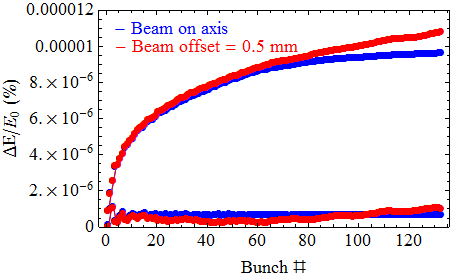 0.000012
– Beam on axis
0.00001
– Beam offset = 0.5 mm
8. × 10⁻⁶
ΔE/E₀ (%)
6. × 10⁻⁶
4. × 10⁻⁶
2. × 10⁻⁶
0
0 20 40 60 80 100 120
Bunch #